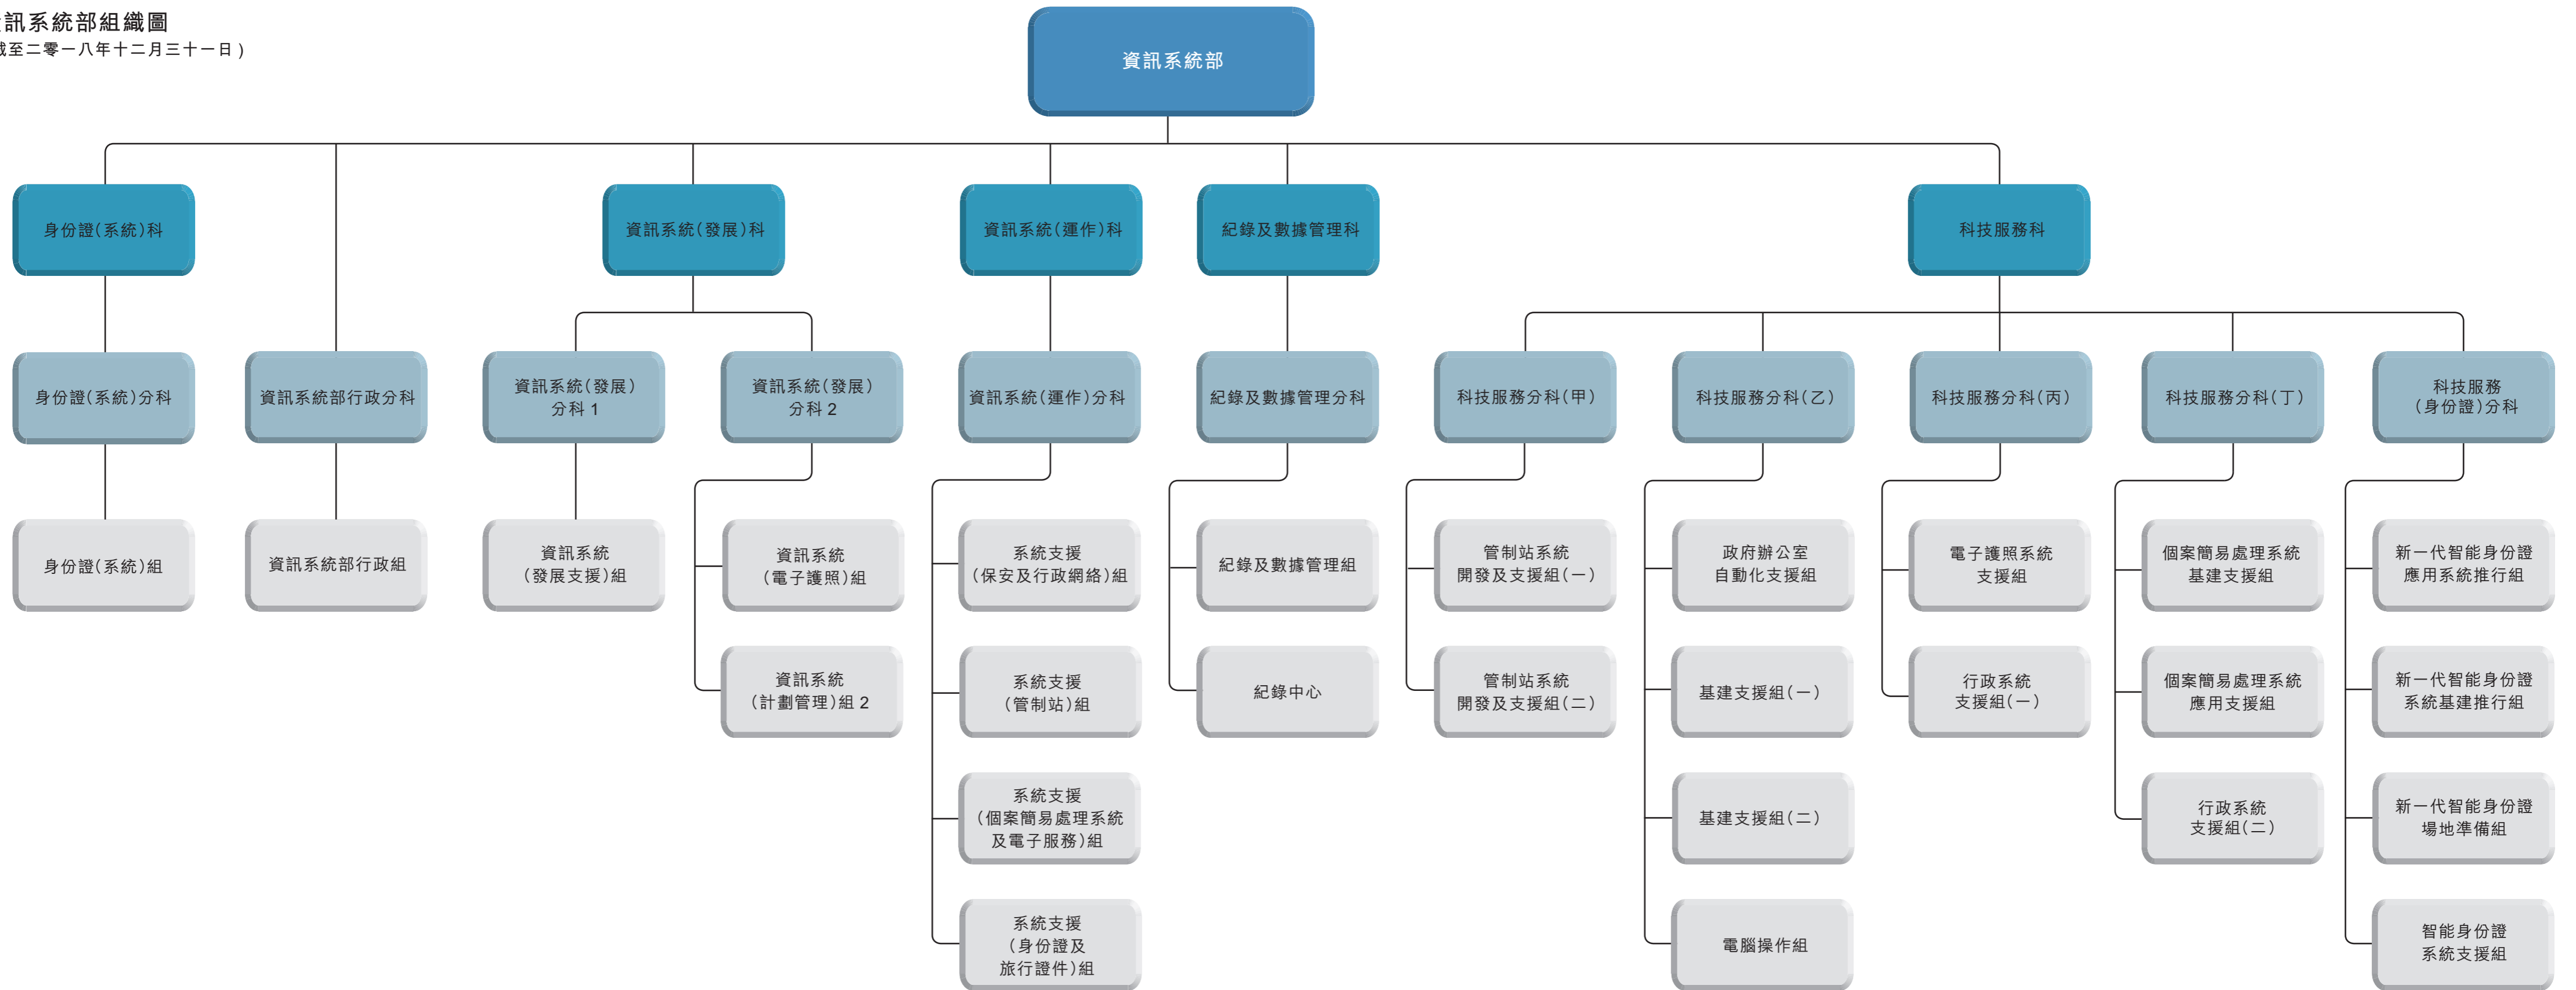 訊系統部組織圖
至二零一八年十二月三十一日)
資訊系統部
身份證(系統)科
資訊系統(發展)科
資訊系統(運作)科
紀錄及數據管理科
科技服務科
身份證(系統)分科
資訊系統部行政分科
資訊系統(發展)
分科 1
資訊系統(發展)
分科 2
資訊系統(運作)分科
紀錄及數據管理分科
科技服務分科(甲)
科技服務分科(乙)
科技服務分科(丙)
科技服務分科(丁)
科技服務
(身份證)分科
身份證(系統)組
資訊系統部行政組
資訊系統
(發展支援)組
資訊系統
(電子護照)組
系統支援
(保安及行政網絡)組
紀錄及數據管理組
管制站系統
開發及支援組(一)
政府辦公室
自動化支援組
電子護照系統
支援組
個案簡易處理系統
基建支援組
新一代智能身份證
應用系統推行組
資訊系統
(計劃管理)組 2
系統支援
(管制站)組
紀錄中心
管制站系統
開發及支援組(二)
基建支援組(一)
行政系統
支援組(一)
個案簡易處理系統
應用支援組
新一代智能身份證
系統基建推行組
系統支援
(個案簡易處理系統
及電子服務)組
基建支援組(二)
行政系統
支援組(二)
新一代智能身份證
場地準備組
系統支援
(身份證及
旅行證件)組
電腦操作組
智能身份證
系統支援組